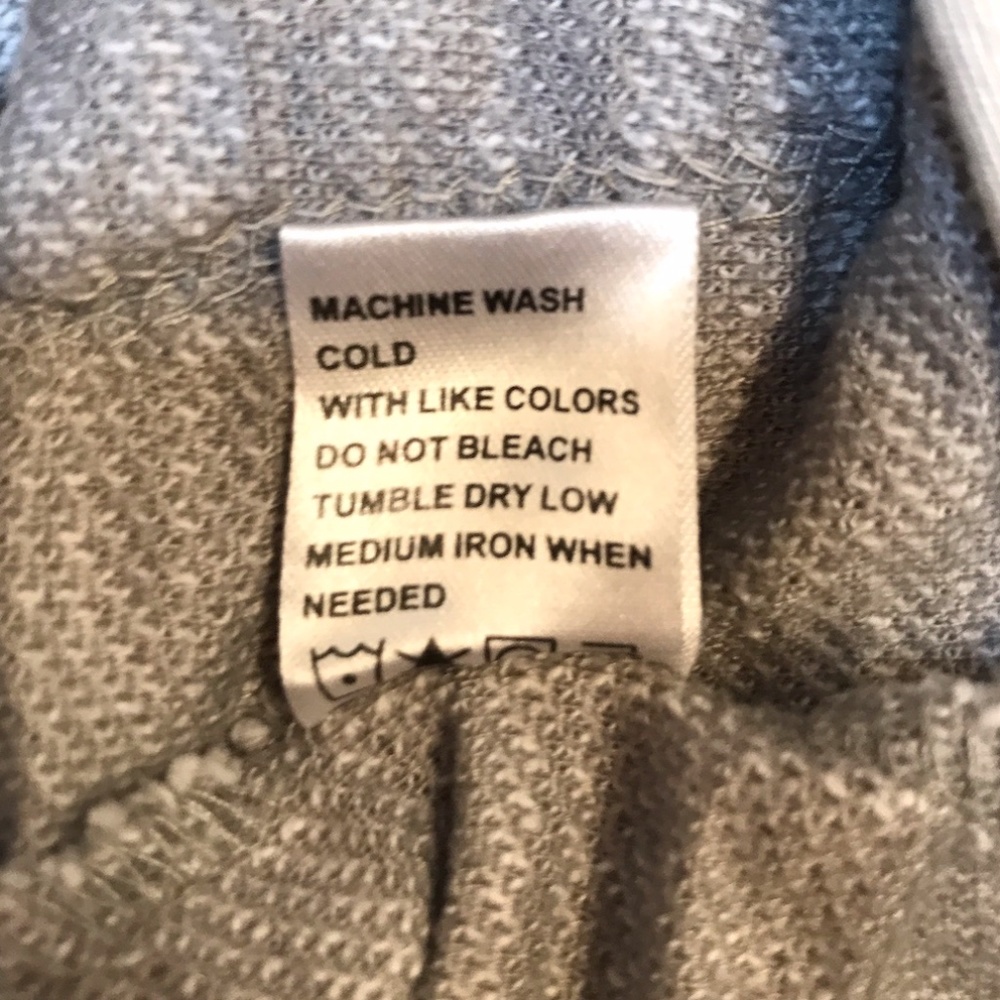 MACHINE WASH
COLD
WITH LIKE COLORS
DO NOT BLEACH
TUMBLE DRY LOW
MEDIUM IRON WHEN
NEEDED